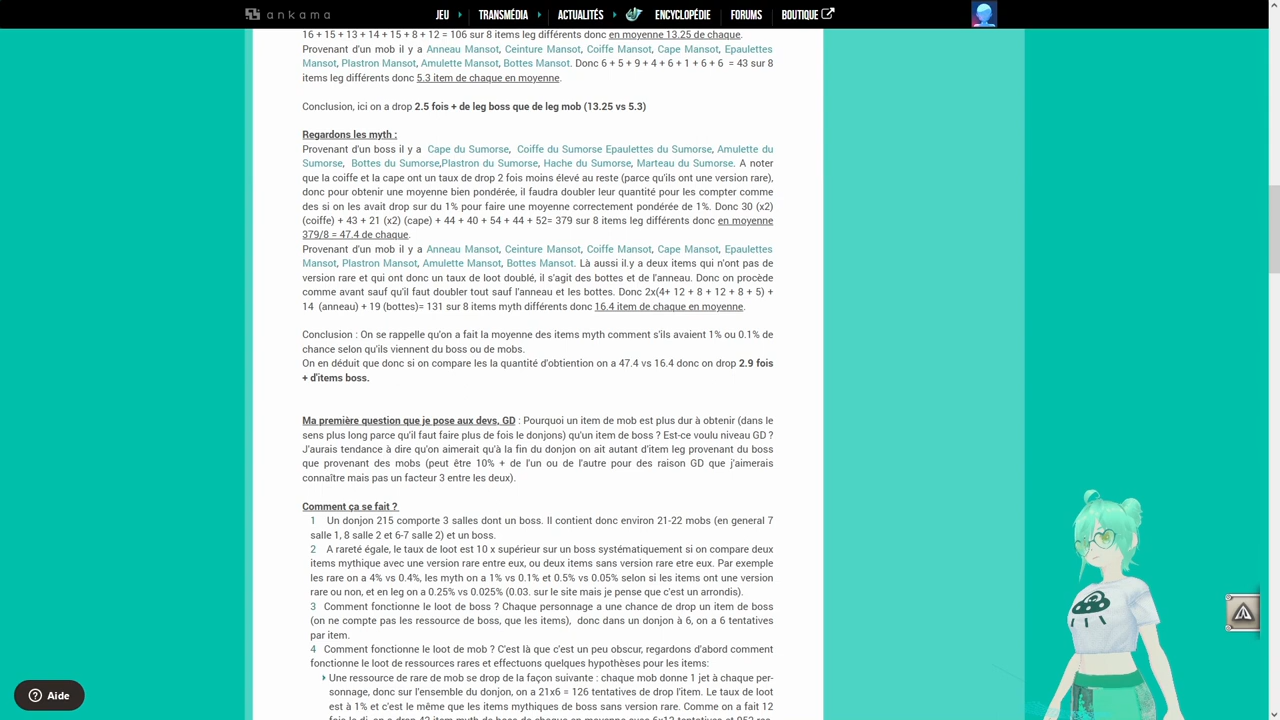 ankama
JEU
TRANSMÉDIA
ACTUALITÉS
ENCYCLOPÉDIE
FORUMS
BOUTIQUE
16 + 15 + 13 + 14 + 15 + 8 + 12 = 106 sur 8 items leg différents donc en moyenne 13.25 de chaque.
Provenant d'un mob il y a Anneau Mansot, Ceinture Mansot, Coiffe Mansot, Cape Mansot, Epaulettes
Mansot, Plastron Mansot, Amulette Mansot, Bottes Mansot. Donc 6 + 5 + 9 + 4 + 6 + 1 + 6 + 6 = 43 sur 8
items leg différents donc 5.3 item de chaque en moyenne.
Conclusion, ici on a drop 2.5 fois + de leg boss que de leg mob (13.25 vs 5.3)
Regardons les myth :
Provenant d'un boss il y a Cape du Sumorse, Coiffe du Sumorse Epaulettes du Sumorse, Amulette du
Sumorse, Bottes du Sumorse,Plastron du Sumorse, Hache du Sumorse, Marteau du Sumorse. A noter
que la coiffe et la cape ont un taux de drop 2 fois moins élevé au reste (parce qu'ils ont une version rare),
donc pour obtenir une moyenne bien pondérée, il faudra doubler leur quantité pour les compter comme
des si on les avait drop sur du 1% pour faire une moyenne correctement pondérée de 1%. Donc 30 (x2)
(coiffe) + 43 + 21 (x2) (cape) + 44 + 40 + 54 + 44 + 52= 379 sur 8 items leg différents donc en moyenne
379/8 = 47.4 de chaque.
Provenant d'un mob il y a Anneau Mansot, Ceinture Mansot, Coiffe Mansot, Cape Mansot, Epaulettes
Mansot, Plastron Mansot, Amulette Mansot, Bottes Mansot. Là aussi il.y a deux items qui n'ont pas de
version rare et qui ont donc un taux de loot doublé, il s'agit des bottes et de l'anneau. Donc on procède
comme avant sauf qu'il faut doubler tout sauf l'anneau et les bottes. Donc 2x(4+ 12 + 8 + 12 + 8 + 5) +
14 (anneau) + 19 (bottes)= 131 sur 8 items myth différents donc 16.4 item de chaque en moyenne.
Conclusion : On se rappelle qu'on a fait la moyenne des items myth comment s'ils avaient 1% ou 0.1% de
chance selon qu'ils viennent du boss ou de mobs.
On en déduit que donc si on compare les la quantité d'obtiention on a 47.4 vs 16.4 donc on drop 2.9 fois
+ d'items boss.
Ma première question que je pose aux devs, GD : Pourquoi un item de mob est plus dur à obtenir (dans le
sens plus long parce qu'il faut faire plus de fois le donjons) qu'un item de boss ? Est-ce voulu niveau GD ?
J'aurais tendance à dire qu'on aimerait qu'à la fin du donjon on ait autant d'item leg provenant du boss
que provenant des mobs (peut être 10% + de l'un ou de l'autre pour des raison GD que j'aimerais
connaître mais pas un facteur 3 entre les deux).
Comment ça se fait ?
1 Un donjon 215 comporte 3 salles dont un boss. Il contient donc environ 21-22 mobs (en general 7
salle 1, 8 salle 2 et 6-7 salle 2) et un boss.
2 A rareté égale, le taux de loot est 10 x supérieur sur un boss systématiquement si on compare deux
items mythique avec une version rare entre eux, ou deux items sans version rare etre eux. Par exemple
les rare on a 4% vs 0.4%, les myth on a 1% vs 0.1% et 0.5% vs 0.05% selon si les items ont une version
rare ou non, et en leg on a 0.25% vs 0.025% (0.03. sur le site mais je pense que c'est un arrondis).
3 Comment fonctionne le loot de boss ? Chaque personnage a une chance de drop un item de boss
(on ne compte pas les ressource de boss, que les items), donc dans un donjon à 6, on a 6 tentatives
par item.
4 Comment fonctionne le loot de mob ? C'est là que c'est un peu obscur, regardons d'abord comment
fonctionne le loot de ressources rares et effectuons quelques hypothèses pour les items:
Une ressource de rare de mob se drop de la façon suivante : chaque mob donne 1 jet à chaque per-
sonnage, donc sur l'ensemble du donjon, on a 21x6 = 126 tentatives de drop l'item. Le taux de loot
est à 1% et c'est le même que les items mythiques de boss sans version rare. Comme on a fait 12
Aide